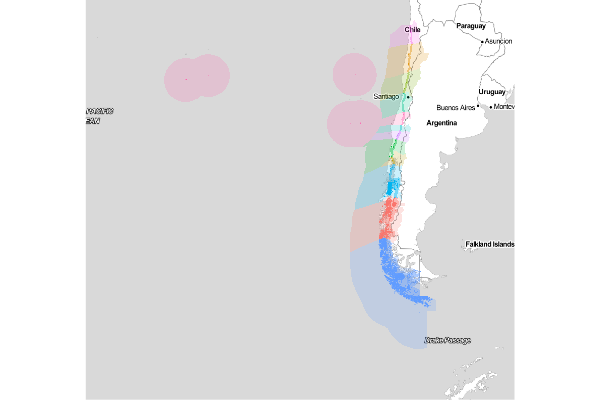 Chile
Paraguay
Asuncion
Uruguay
Santiago
Buenos Aires
Montev
PACIFIC
EAN
Argentina
Falkland Islands
Drake Passage